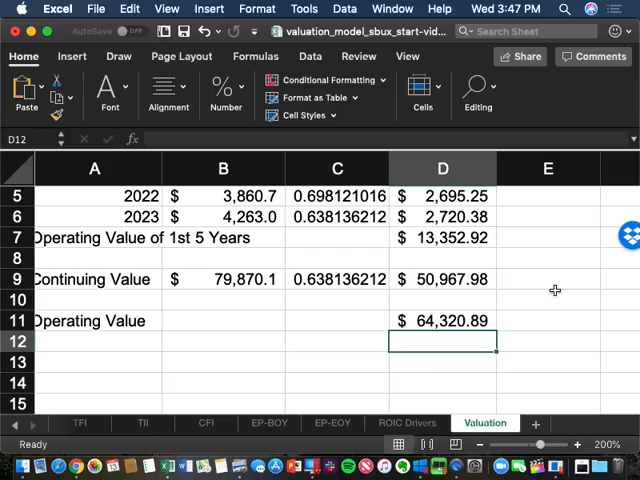 Excel File Edit View Insert Format Tools Data Window Help Wed 3:47 PM
AutoSave OFF valuation_model_sbux_start-vid... Search Sheet
Home Insert Draw Page Layout Formulas Data Review View Share Comments
Paste Font Alignment % Number Conditional Formatting Format as Table Cell Styles Cells Editing
D12 fx
A B C D E
5 2022 $ 3,860.7 0.698121016 $ 2,695.25
6 2023 $ 4,263.0 0.638136212 $ 2,720.38
7 Operating Value of 1st 5 Years $ 13,352.92
8
9 Continuing Value $ 79,870.1 0.638136212 $ 50,967.98
10
11 Operating Value $ 64,320.89
12
13
14
15
TFI TII CFI EP-BOY EP-EOY ROIC Drivers Valuation
Ready 200%